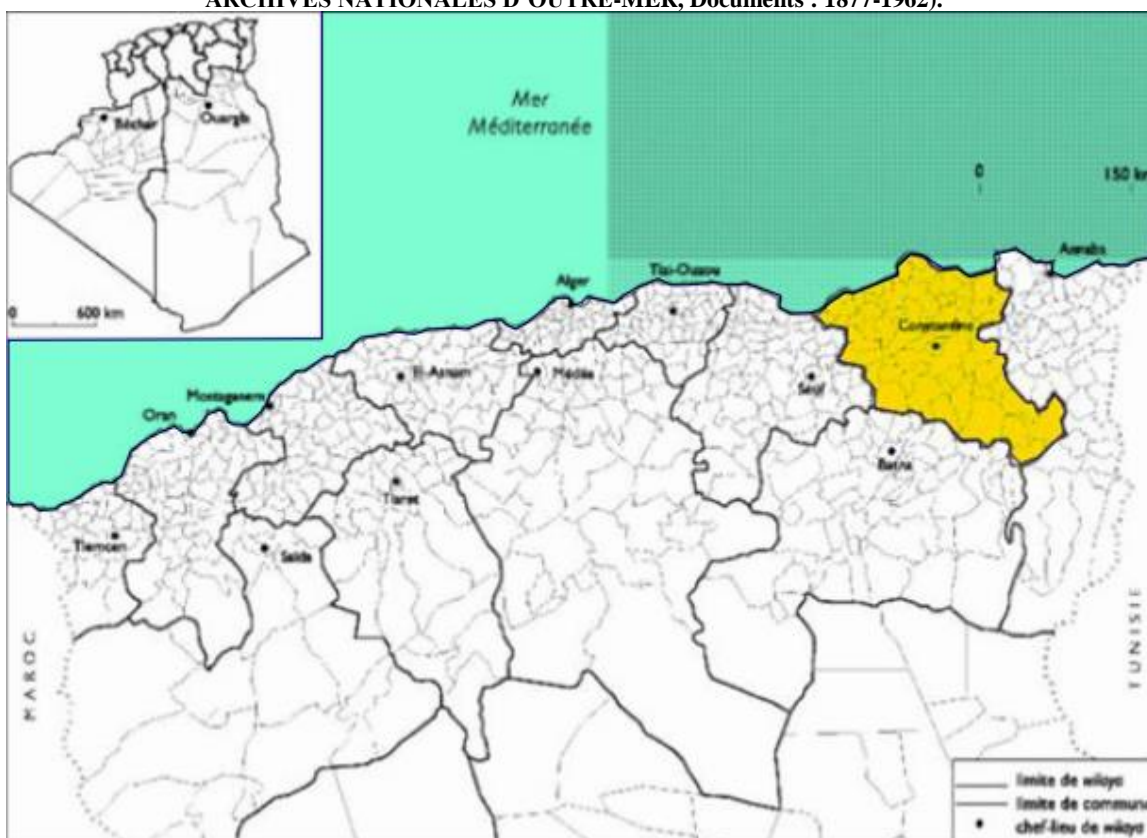 ARCHIVES NATIONALES D'OUTRE-MER, Documents : 1877-1962).
Mer
Méditerranée
Béchar
Ouargla
0
600 km
0
150 km
Annaba
Tizi-Ouzou
Alger
Constantine
El-Asnam
Médéa
Sétif
Mostaganem
Oran
Batna
Tiaret
Tlemcen
Saïda
MAROC
TUNISIE
limite de wilaya
limite de commune
chef-lieu de wilaya